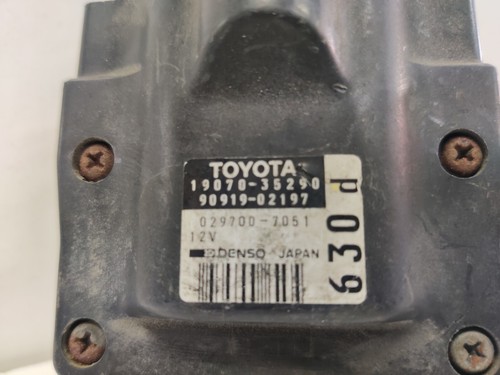 TOYOTA
19070-35290
90919-02197
029700-7051
12V
DENSO JAPAN
630 d